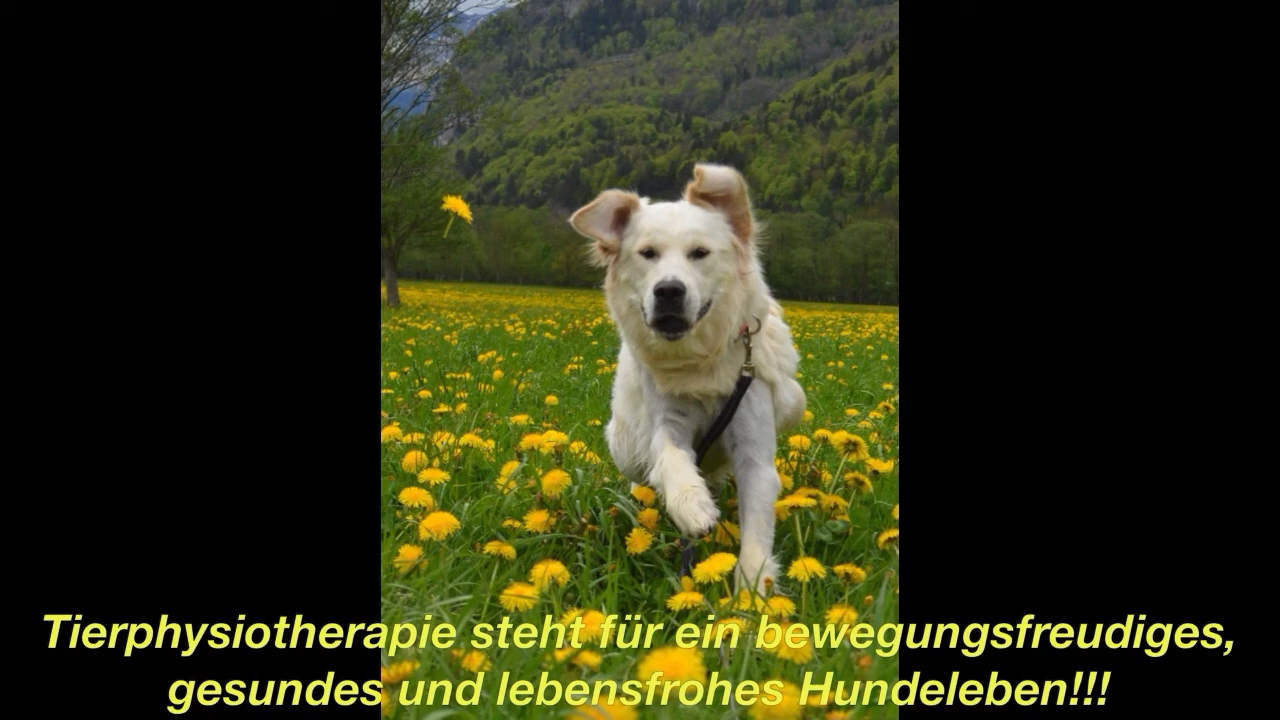 Tierphysiotherapie steht für ein bewegungsfreudiges,
gesundes und lebensfrohes Hundeleben!!!